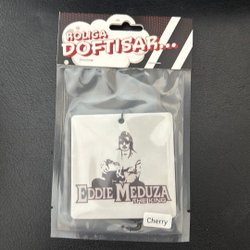 ROLIGA
DOFTISAR...
EDDIE MEDUZA
THE KING
Cherry